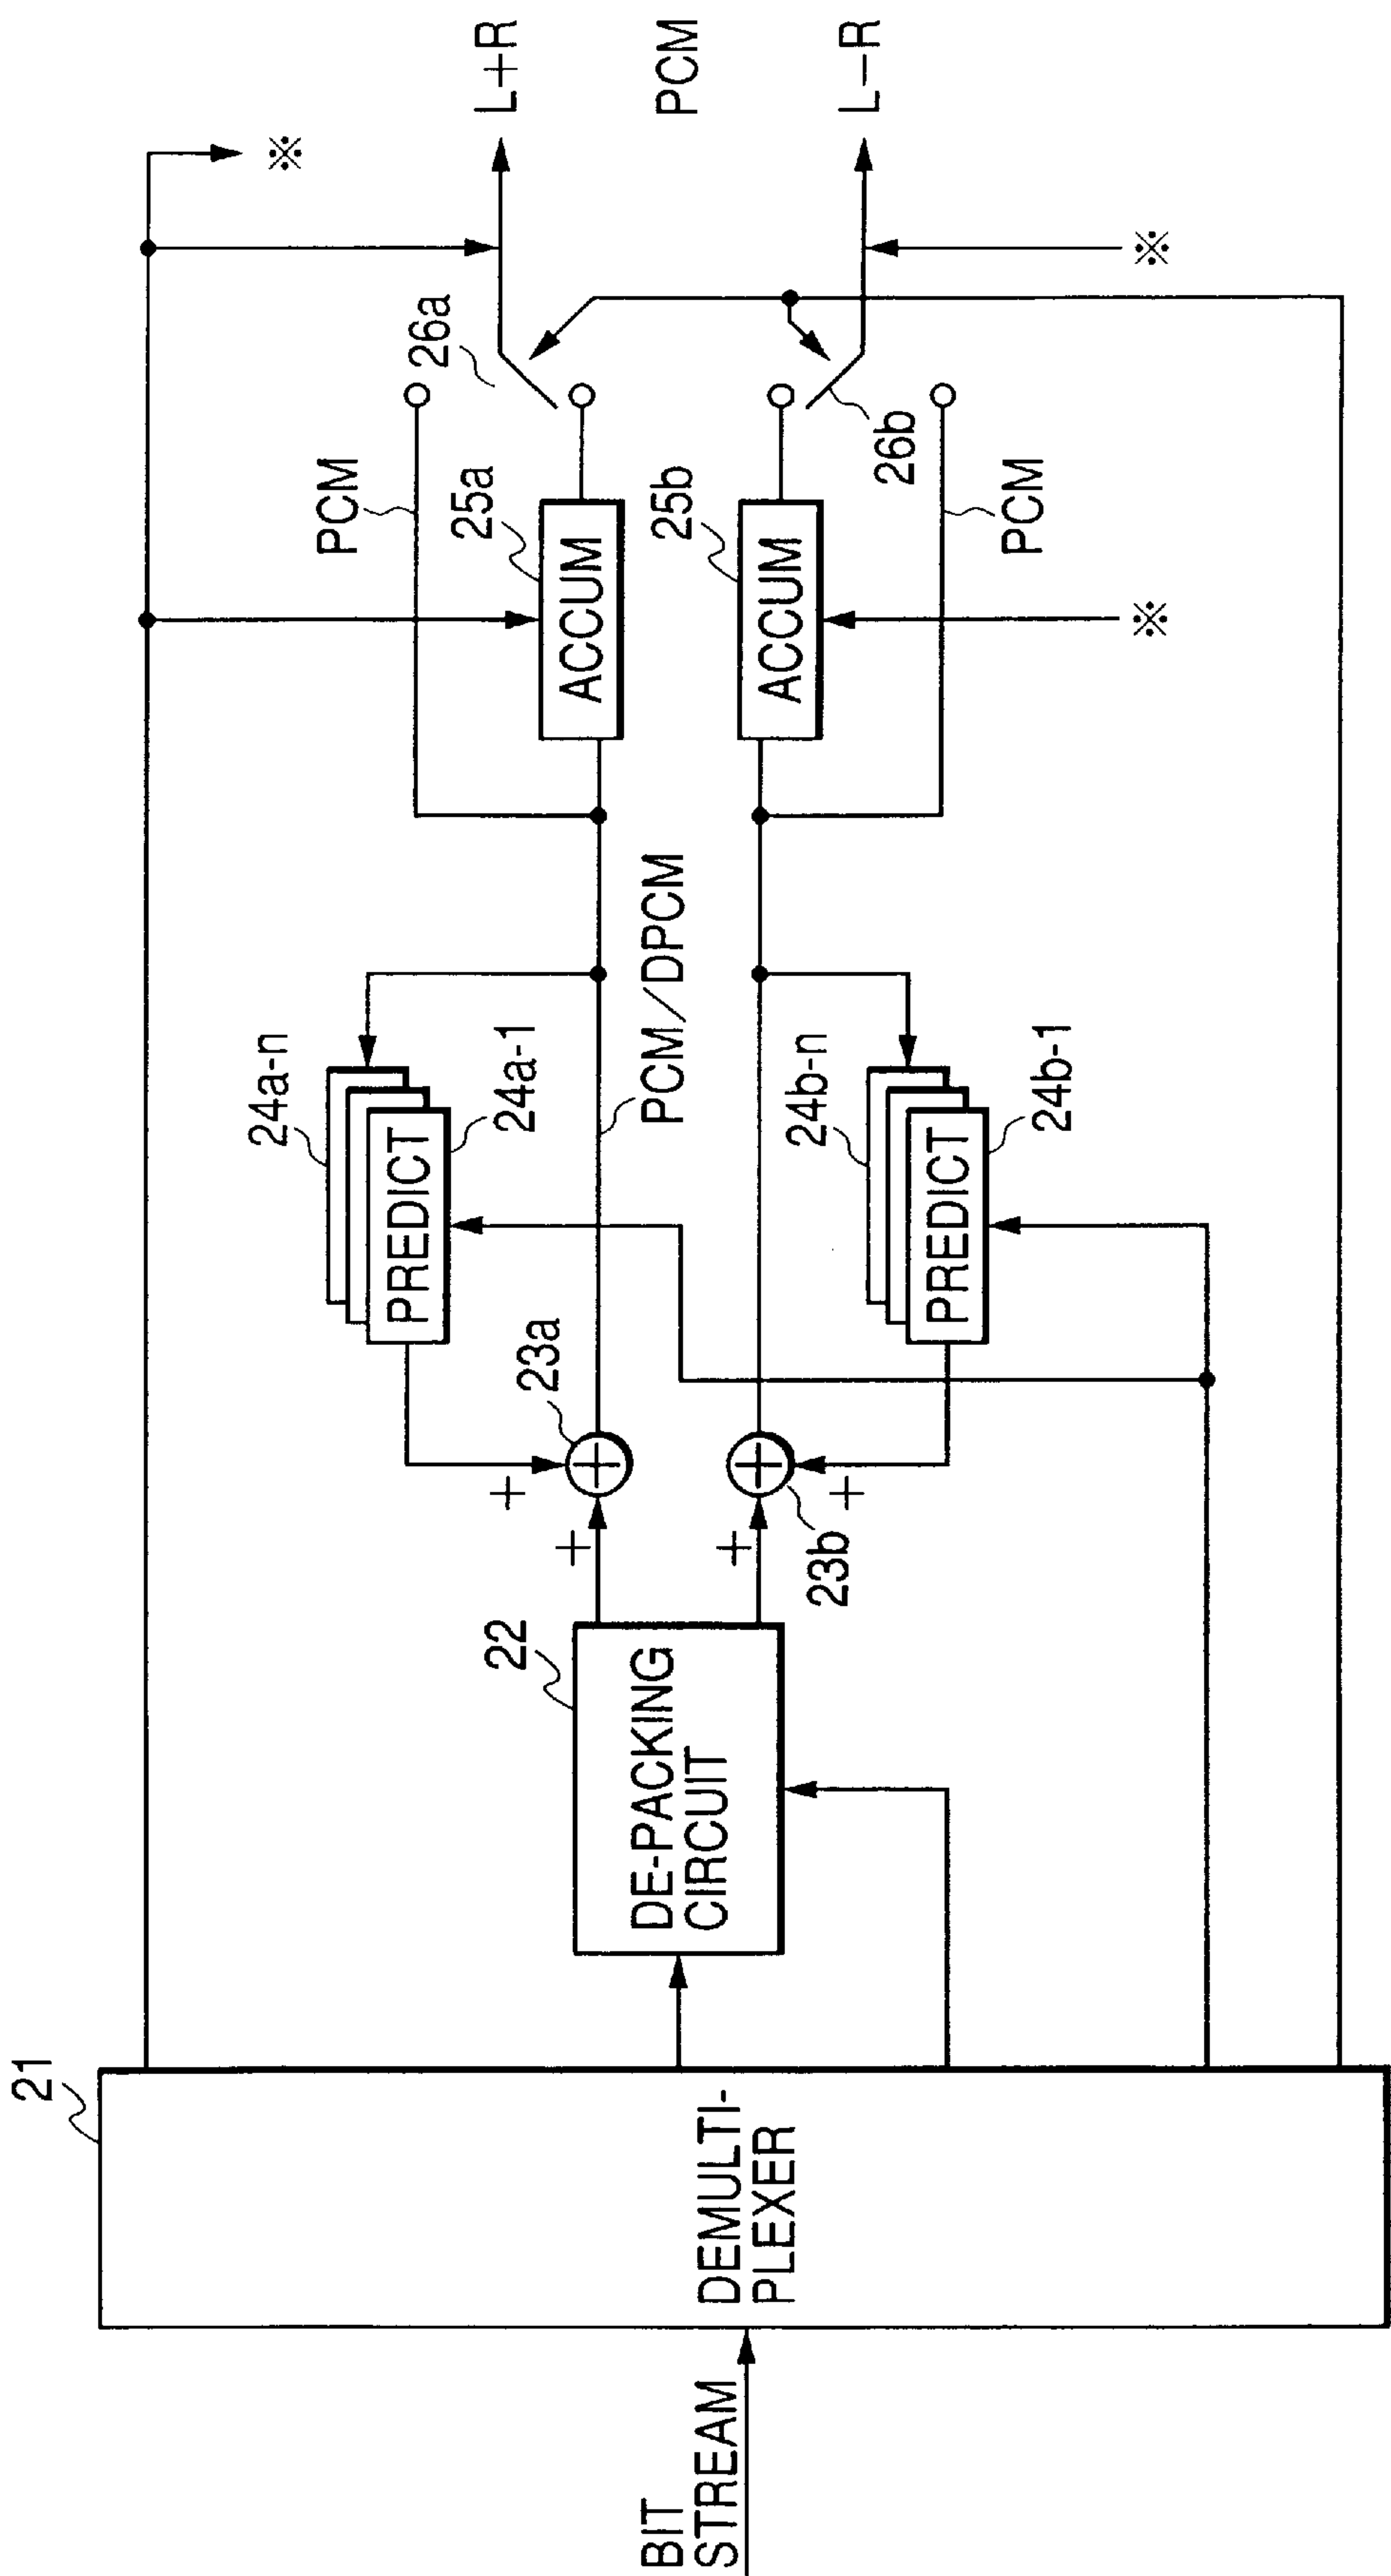 BIT
STREAM
21
DEMULTI-
PLEXER
22
DE-PACKING
CIRCUIT
+
+
23a
+
+
23b
24a-n
PREDICT
24a-1
24b-n
PREDICT
24b-1
PCM/DPCM
PCM
25a
ACCUM
25b
ACCUM
PCM
26a
26b
※
※
※
L+R
PCM
L−R